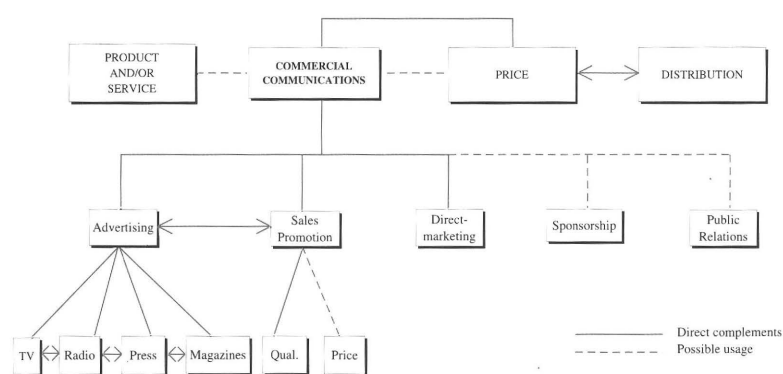 PRODUCT
AND/OR
SERVICE
COMMERCIAL
COMMUNICATIONS
PRICE
DISTRIBUTION
Advertising
Sales
Promotion
Direct-
marketing
Sponsorship
Public
Relations
TV
Radio
Press
Magazines
Qual.
Price
Direct complements
Possible usage